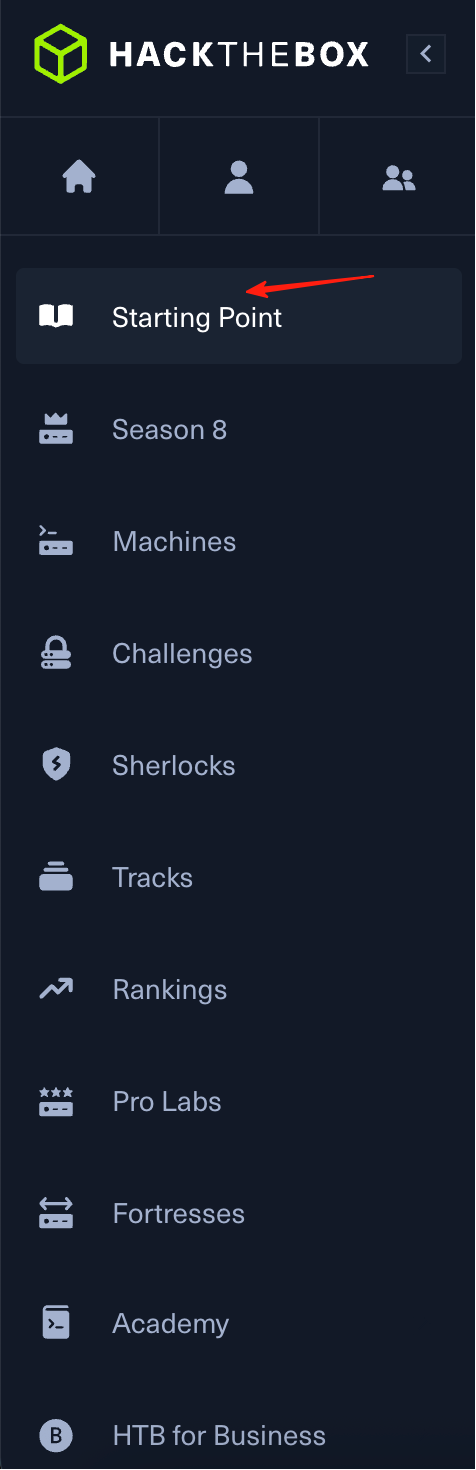 HACKTHEBOX
Starting Point
Season 8
Machines
Challenges
Sherlocks
Tracks
Rankings
Pro Labs
Fortresses
Academy
B HTB for Business